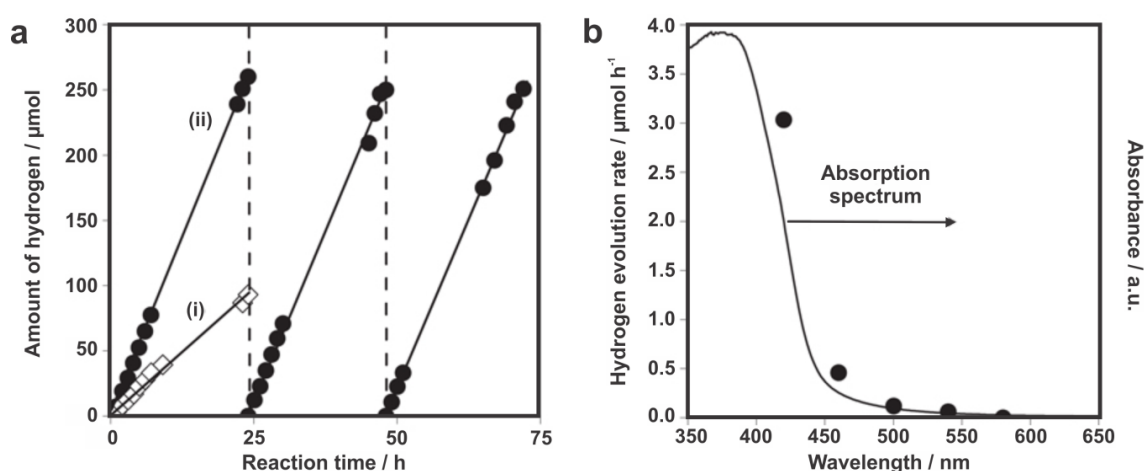 a
Amount of hydrogen / μmol
300
250
200
150
100
50
0
(ii)
(i)
0
25
50
75
Reaction time / h
b
Hydrogen evolution rate / μmol h⁻¹
4.0
3.5
3.0
2.5
2.0
1.5
1.0
0.5
0.0
Absorption
spectrum
350
400
450
500
550
600
650
Wavelength / nm
Absorbance / a.u.